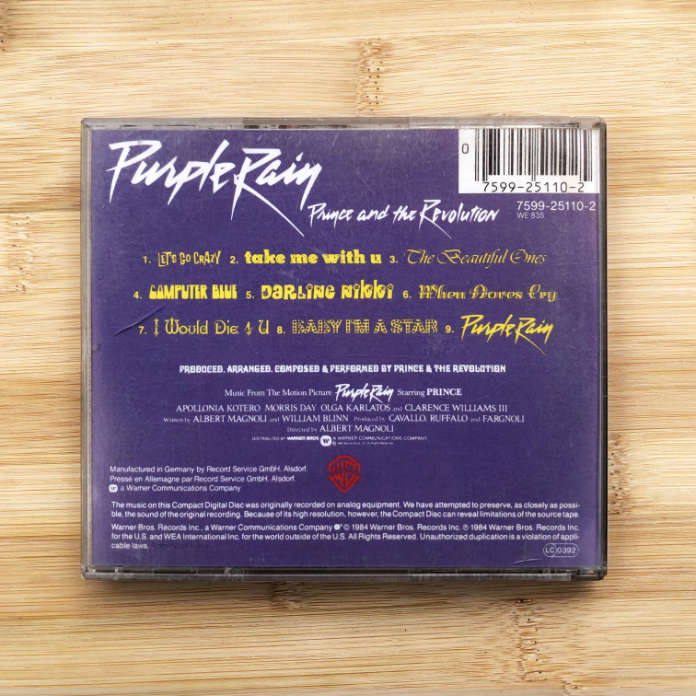 Purple Rain
0
7599-25110-2
Prince and the Revolution
7599-25110-2
WE 835
1. LET'S GO CRAZY 2. take me with u 3. The Beautiful Ones
4. COMPUTER BLUE 5. DARLING NIKKI 6. When Doves Cry
7. I Would Die 4 U 8. BABY I'M A STAR 9. Purple Rain
PRODUCED, ARRANGED, COMPOSED & PERFORMED BY PRINCE & THE REVOLUTION
Music From The Motion Picture Purple Rain Starring PRINCE
APOLLONIA KOTERO MORRIS DAY OLGA KARLATOS and CLARENCE WILLIAMS III
Written by ALBERT MAGNOLI and WILLIAM BLINN Produced by CAVALLO, RUFFALO and FARGNOLI
Directed by ALBERT MAGNOLI
DISTRIBUTED BY WARNER BROS. A WARNER COMMUNICATIONS COMPANY
Manufactured in Germany by Record Service GmbH, Alsdorf.
Presse en Allemagne par Record Service GmbH, Alsdorf.
a Warner Communications Company
The music on this Compact Digital Disc was originally recorded on analog equipment. We have attempted to preserve, as closely as possi-
ble, the sound of the original recording. Because of its high resolution, however, the Compact Disc can reveal limitations of the source tape.
Warner Bros. Records Inc., a Warner Communications Company © 1984 Warner Bros. Records Inc. ℗ 1984 Warner Bros. Records Inc.
for the U.S. and WEA International Inc. for the world outside of the U.S. All Rights Reserved. Unauthorized duplication is a violation of appli-
cable laws.
LC 0392